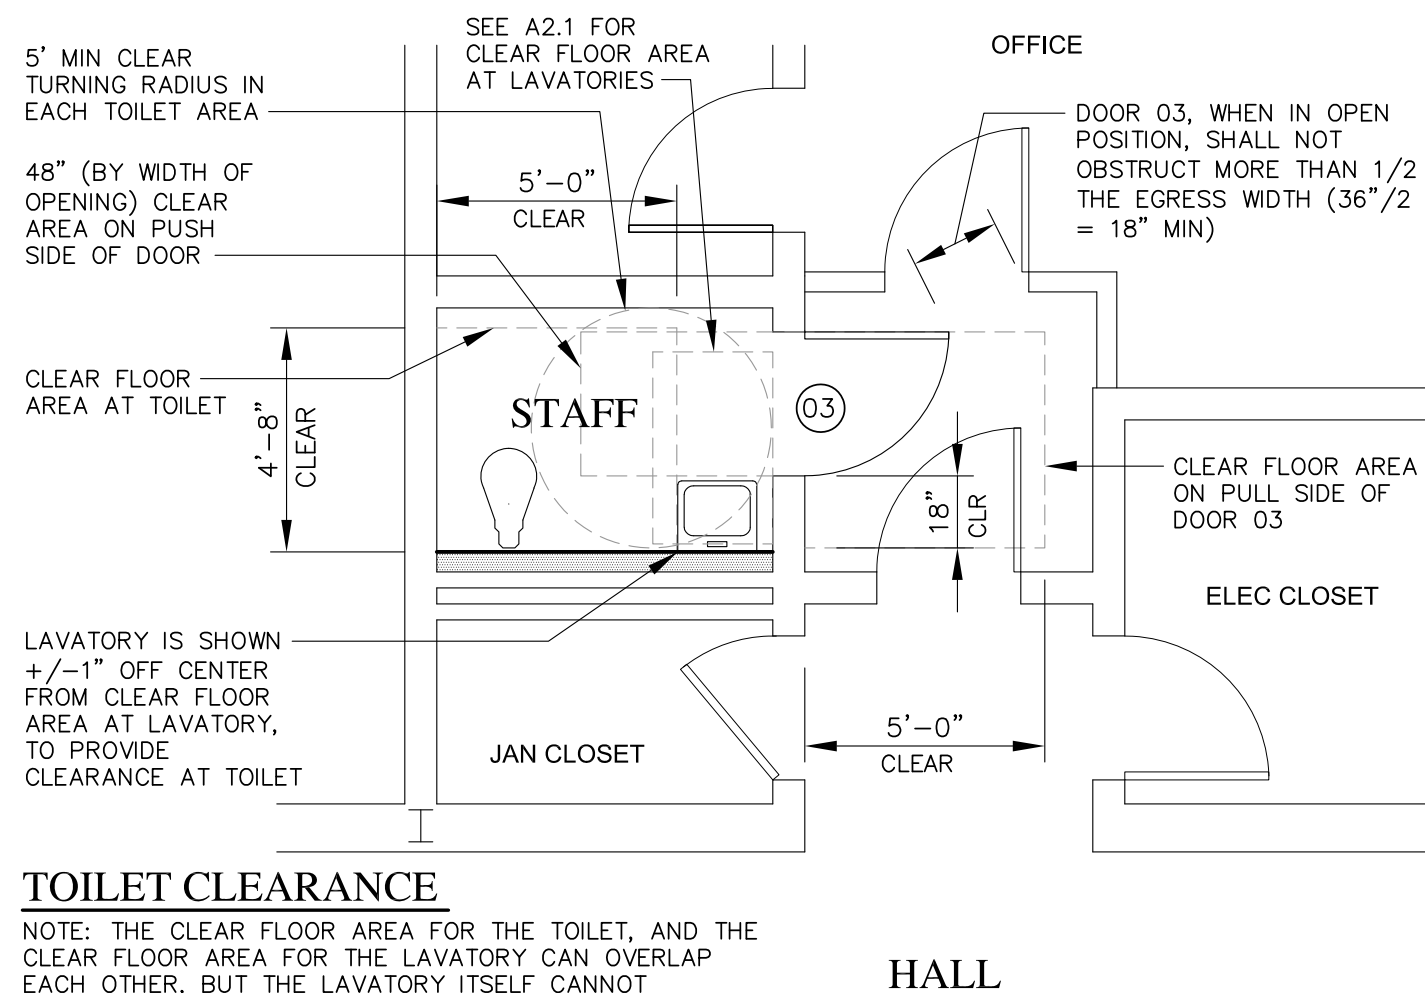 SEE A2.1 FOR
CLEAR FLOOR AREA
AT LAVATORIES
OFFICE
5' MIN CLEAR
TURNING RADIUS IN
EACH TOILET AREA
DOOR 03, WHEN IN OPEN
POSITION, SHALL NOT
OBSTRUCT MORE THAN 1/2
THE EGRESS WIDTH (36"/2
= 18" MIN)
48" (BY WIDTH OF
OPENING) CLEAR
AREA ON PUSH
SIDE OF DOOR
5'-0"
CLEAR
CLEAR FLOOR
AREA AT TOILET
4'-8"
CLEAR
STAFF
03
18"
CLR
CLEAR FLOOR AREA
ON PULL SIDE OF
DOOR 03
ELEC CLOSET
LAVATORY IS SHOWN
+/-1" OFF CENTER
FROM CLEAR FLOOR
AREA AT LAVATORY,
TO PROVIDE
CLEARANCE AT TOILET
JAN CLOSET
5'-0"
CLEAR
TOILET CLEARANCE
NOTE: THE CLEAR FLOOR AREA FOR THE TOILET, AND THE
CLEAR FLOOR AREA FOR THE LAVATORY CAN OVERLAP
EACH OTHER. BUT THE LAVATORY ITSELF CANNOT
HALL